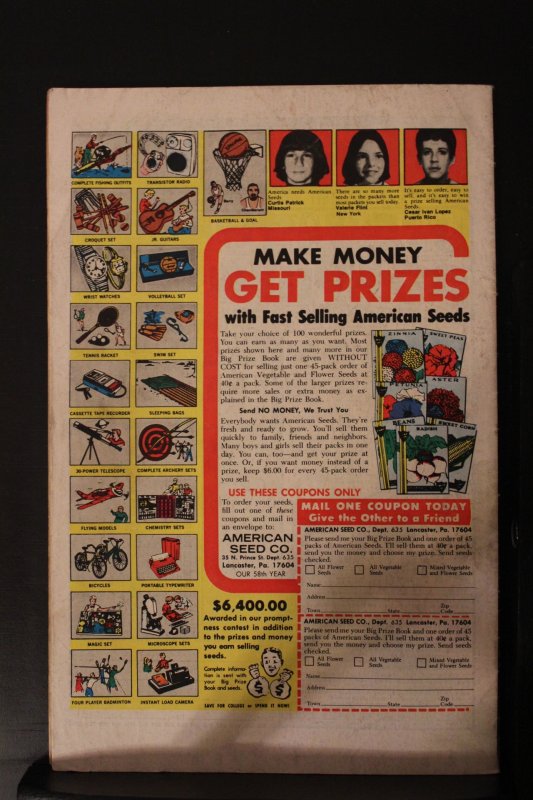 COMPLETE FISHING OUTFITS
TRANSISTOR RADIO
CROQUET SET
JR. GUITARS
WRIST WATCHES
VOLLEYBALL SET
TENNIS RACKET
SWIM SET
CASSETTE TAPE RECORDER
SLEEPING BAGS
30-POWER TELESCOPE
COMPLETE ARCHERY SETS
FLYING MODELS
CHEMISTRY SETS
BICYCLES
PORTABLE TYPEWRITER
MAGIC SET
MICROSCOPE SETS
FOUR PLAYER BADMINTON
INSTANT LOAD CAMERA
Barry
Chamberlain
BASKETBALL & GOAL
America needs American
Seeds
Curtis Patrick
Missouri
There are so many more
seeds in the packets than
most packets you sell today.
Valerie Flint
New York
It's easy to order, easy to
sell, and it's easy to win
a prize selling American
Seeds.
Cesar Ivan Lopez
Puerto Rico
MAKE MONEY
GET PRIZES
with Fast Selling American Seeds
Take your choice of 100 wonderful prizes.
You can earn as many as you want. Most
prizes shown here and many more in our
Big Prize Book are given WITHOUT
COST for selling just one 45-pack order of
American Vegetable and Flower Seeds at
40¢ a pack. Some of the larger prizes re-
quire more sales or extra money as ex-
plained in the Big Prize Book.
Send NO MONEY, We Trust You
Everybody wants American Seeds. They're
fresh and ready to grow. You'll sell them
quickly to family, friends and neighbors.
Many boys and girls sell their packs in one
day. You can, too—and get your prize at
once. Or, if you want money instead of a
prize, keep $6.00 for every 45-pack order
you sell.
ZINNIA
SWEET PEAS
PETUNIA
ASTER
BEANS
RADISH
SWEET CORN
USE THESE COUPONS ONLY
To order your seeds,
fill out one of these
coupons and mail in
an envelope to:
AMERICAN
SEED CO.
35 N. Prince St. Dept. 635
Lancaster, Pa. 17604
OUR 58th YEAR
$6,400.00
Awarded in our prompt-
ness contest in addition
to the prizes and money
you earn selling
seeds.
Complete informa-
tion is sent with
your Big Prize
Book and seeds.
$
$
SAVE FOR COLLEGE or SPEND IT NOW!
MAIL ONE COUPON TODAY
Give the Other to a Friend
AMERICAN SEED CO., Dept. 635 Lancaster, Pa. 17604
Please send me your Big Prize Book and one order of 45
packs of American Seeds. I'll sell them at 40¢ a pack,
send you the money and choose my prize. Send seeds
checked.
All Flower
Seeds
All Vegetable
Seeds
Mixed Vegetable
and Flower Seeds
Name
Address
Town State Zip Code
AMERICAN SEED CO., Dept. 635 Lancaster, Pa. 17604
Please send me your Big Prize Book and one order of 45
packs of American Seeds. I'll sell them at 40¢ a pack,
send you the money and choose my prize. Send seeds
checked.
All Flower
Seeds
All Vegetable
Seeds
Mixed Vegetable
and Flower Seeds
Name
Address
Town State Zip Code